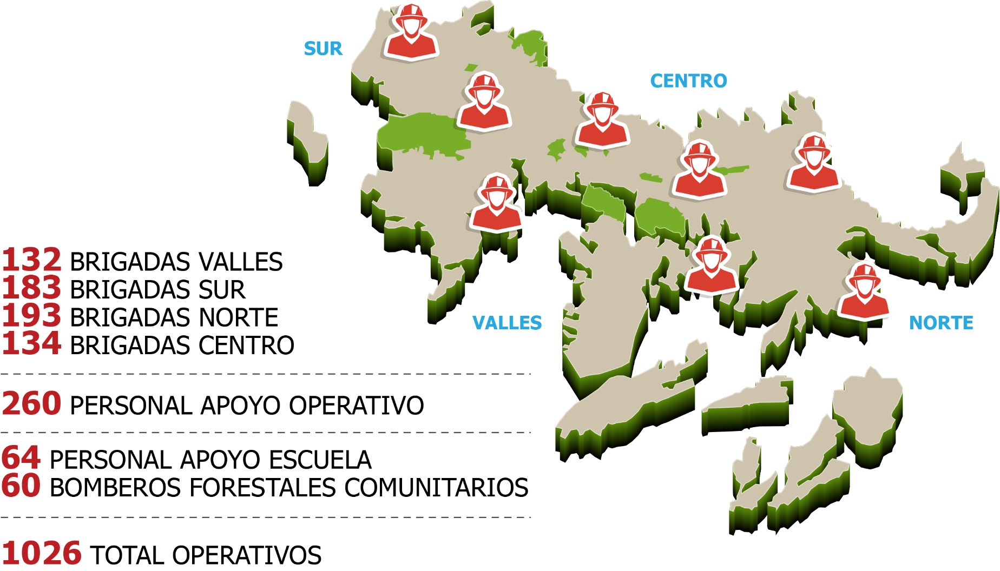 SUR
CENTRO
132 BRIGADAS VALLES
183 BRIGADAS SUR
193 BRIGADAS NORTE
134 BRIGADAS CENTRO
VALLES
NORTE
260 PERSONAL APOYO OPERATIVO
64 PERSONAL APOYO ESCUELA
60 BOMBEROS FORESTALES COMUNITARIOS
1026 TOTAL OPERATIVOS